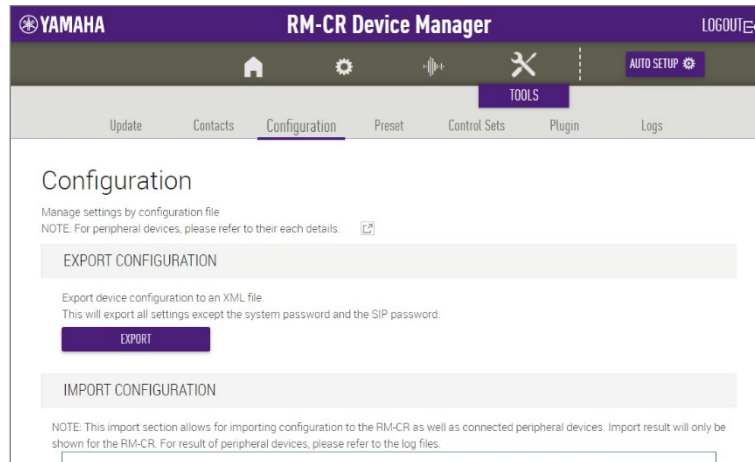 YAMAHA
RM-CR Device Manager
LOGOUT
AUTO SETUP
TOOLS
Update Contacts Configuration Preset Control Sets Plugin Logs
Configuration
Manage settings by configuration file
NOTE: For peripheral devices, please refer to their each details.
EXPORT CONFIGURATION
Export device configuration to an XML file.
This will export all settings except the system password and the SIP password.
EXPORT
IMPORT CONFIGURATION
NOTE: This import section allows for importing configuration to the RM-CR as well as connected peripheral devices. Import result will only be
shown for the RM-CR. For result of peripheral devices, please refer to the log files.